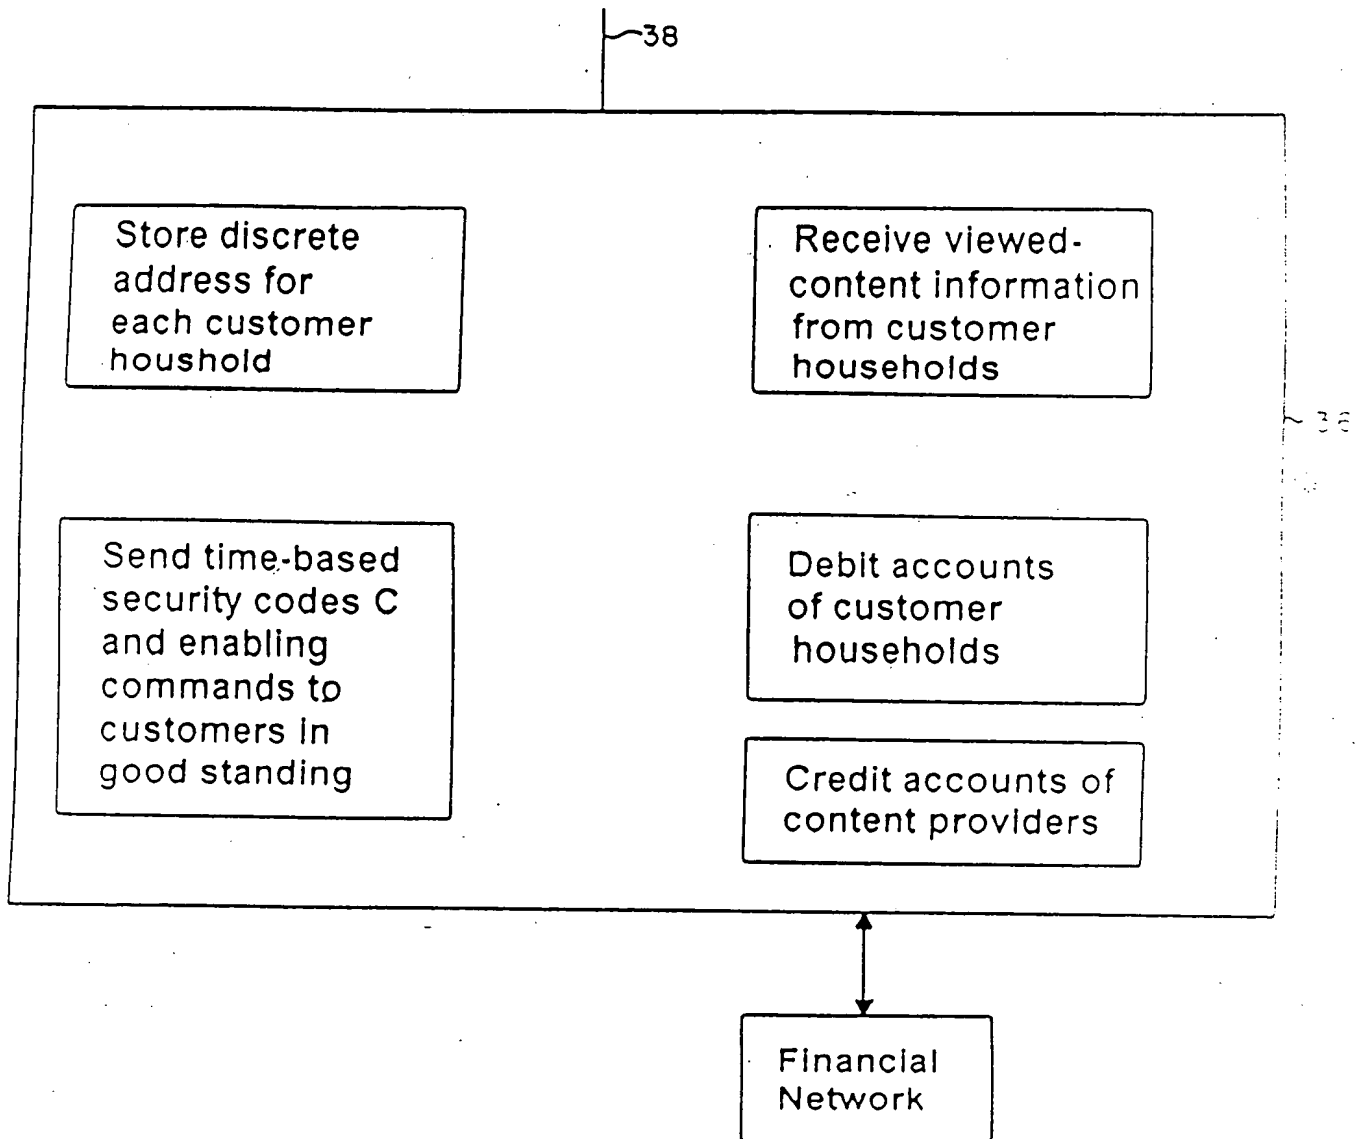 38
Store discrete
address for
each customer
houshold
Receive viewed-
content information
from customer
households
Send time-based
security codes C
and enabling
commands to
customers in
good standing
Debit accounts
of customer
households
Credit accounts of
content providers
Financial
Network